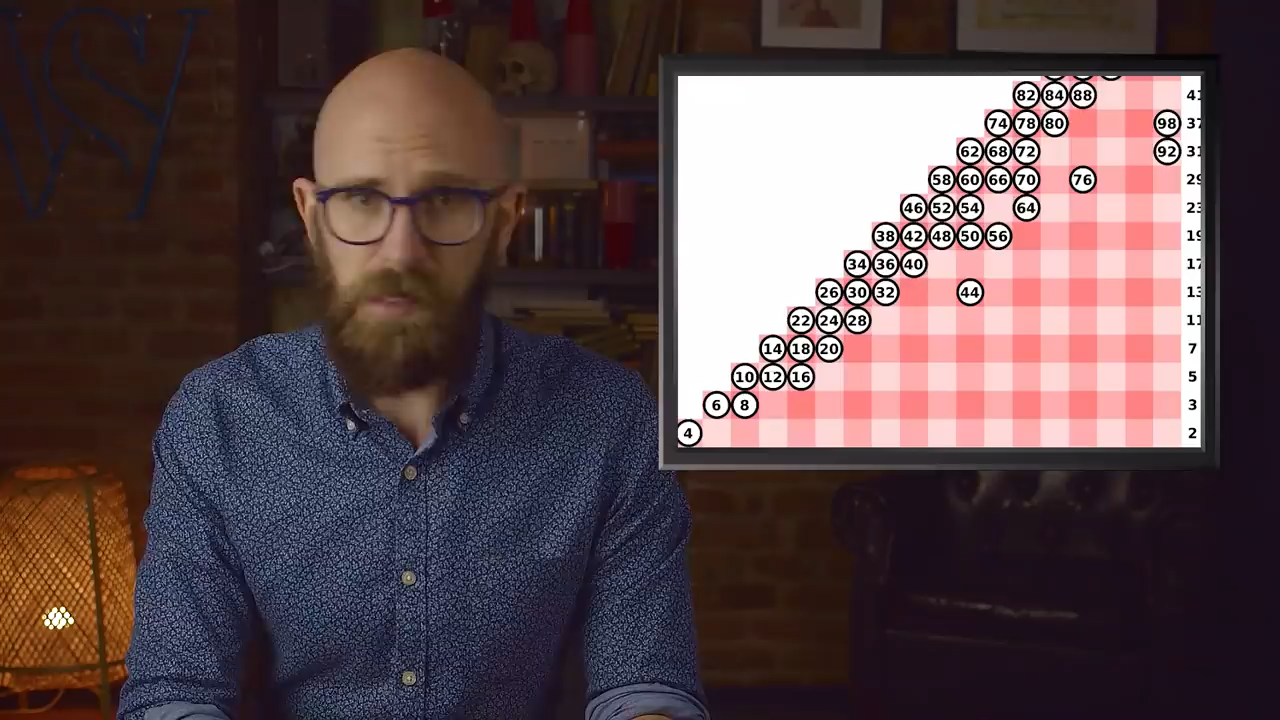 WS
82 84 88 41
74 78 80 98 37
62 68 72 92 31
58 60 66 70 76 29
46 52 54 64 23
38 42 48 50 56 19
34 36 40 17
26 30 32 44 13
22 24 28 11
14 18 20 7
10 12 16 5
6 8 3
4 2